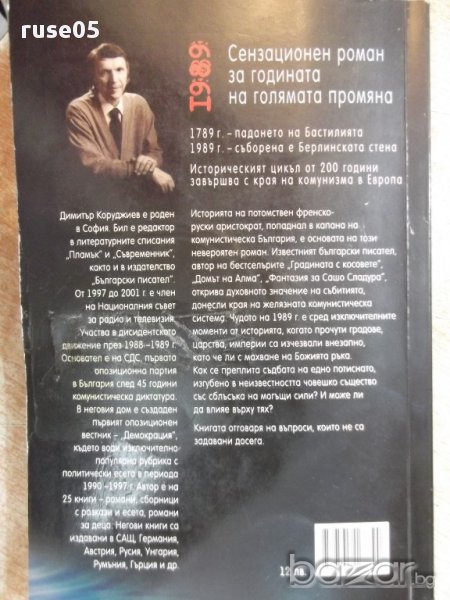 ruse05
1989
Сензационен роман
за годината
на голямата промяна
1789 г. – падането на Бастилията
1989 г. – съборена е Берлинската стена
Историческият цикъл от 200 години
завършва с края на комунизма в Европа
Димитър Коруджиев е роден
в София. Бил е редактор
в литературните списания
„Пламък" и „Съвременник",
както и в издателство
„Български писател".
От 1997 до 2001 г. е член
на Националния съвет
за радио и телевизия.
Участва в дисидентското
движение през 1988–1989 г.
Основател е на СДС, първата
опозиционна партия
в България след 45 години
комунистическа диктатура.
В неговия дом е създаден
първият опозиционен
вестник – „Демокрация",
където води изключително
популярна рубрика с
политически есета в периода
1990–1997 г. Автор е на
25 книги – романи, сборници
с разкази и есета, романи
за деца. Негови книги са
издавани в САЩ, Германия,
Австрия, Русия, Унгария,
Румъния, Гърция и др.
Историята на потомствен френско-
руски аристократ, попаднал в капана на
комунистическа България, е основата на този
невероятен роман. Известният български писател,
автор на бестселърите „Градината с косовете",
„Домът на Алма", „Фантазия за Сашо Сладура",
открива духовното значение на събитията,
донесли края на желязната комунистическа
система. Чудото на 1989 г. е сред изключителните
моменти от историята, когато прочути градове,
царства, империи са изчезвали внезапно,
като че ли с махване на Божията ръка.
Как се преплита съдбата на едно потиснато,
изгубено в неизвестността човешко същество
със сблъсъка на могъщи сили? И може ли
да влияе върху тях?
Книгата отговаря на въпроси, които не са
задавани досега.
12 лв.
bazar.bg